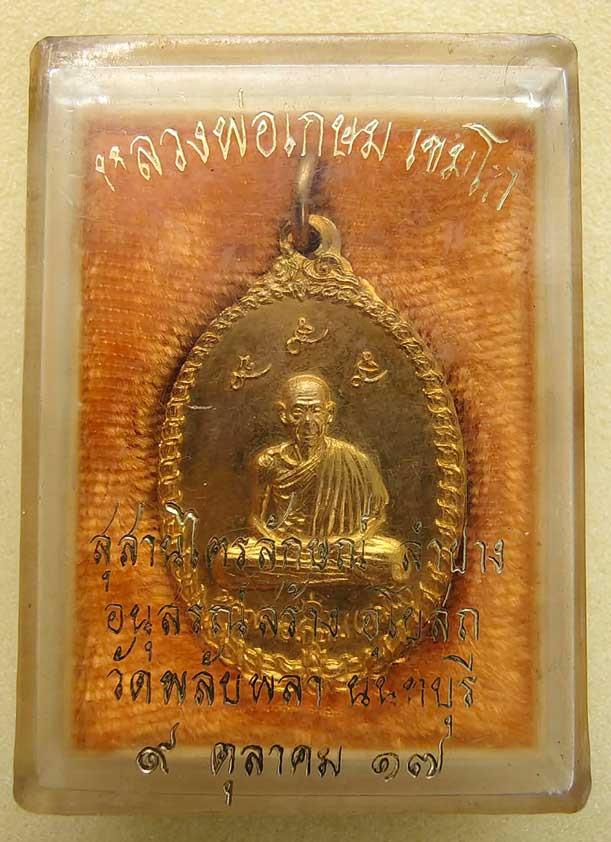 หลวงพ่อเกษม เขมโก
สุสานไตรลักษณ์ ลำปาง
อนุสรณ์สร้าง อุโบสถ
วัดพลับพลา นนทบุรี
๙ ตุลาคม ๑๗